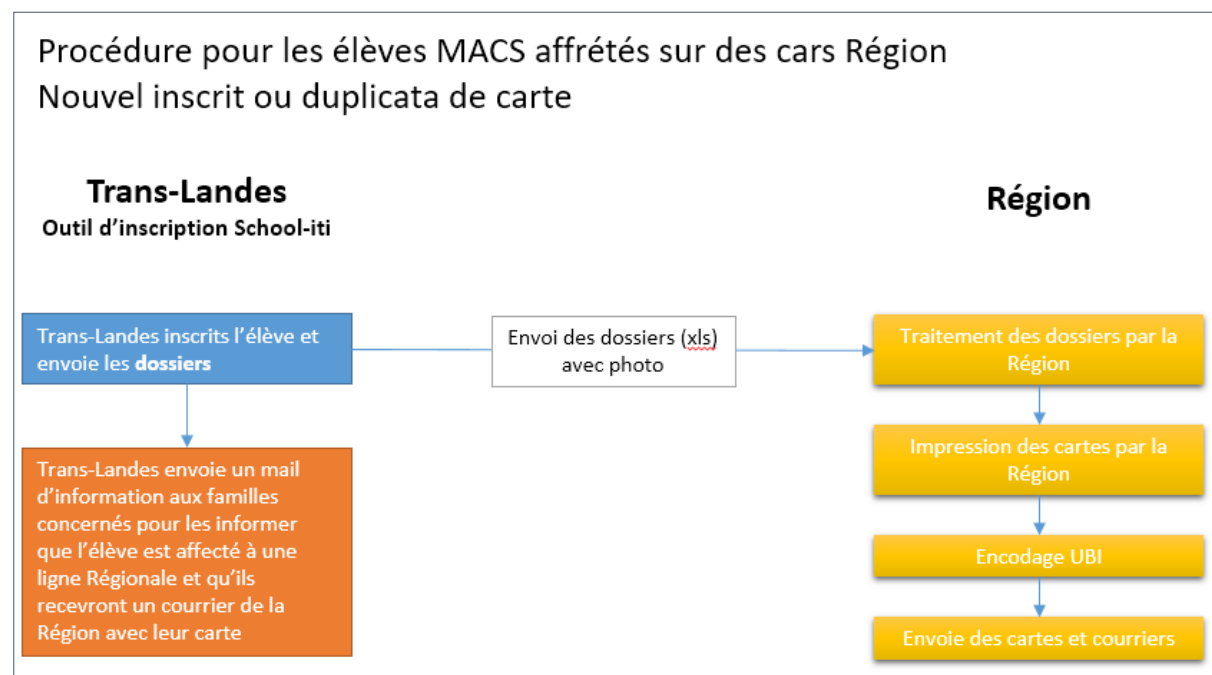 Procédure pour les élèves MACS affrétés sur des cars Région
Nouvel inscrit ou duplicata de carte
Trans-Landes
Outil d’inscription School-iti
Région
Trans-Landes inscrits l’élève et
envoie les dossiers
Envoi des dossiers (xls)
avec photo
Traitement des dossiers par la
Région
Trans-Landes envoie un mail
d’information aux familles
concernés pour les informer
que l’élève est affecté à une
ligne Régionale et qu’ils
recevront un courrier de la
Région avec leur carte
Impression des cartes par la
Région
Encodage UBI
Envoie des cartes et courriers